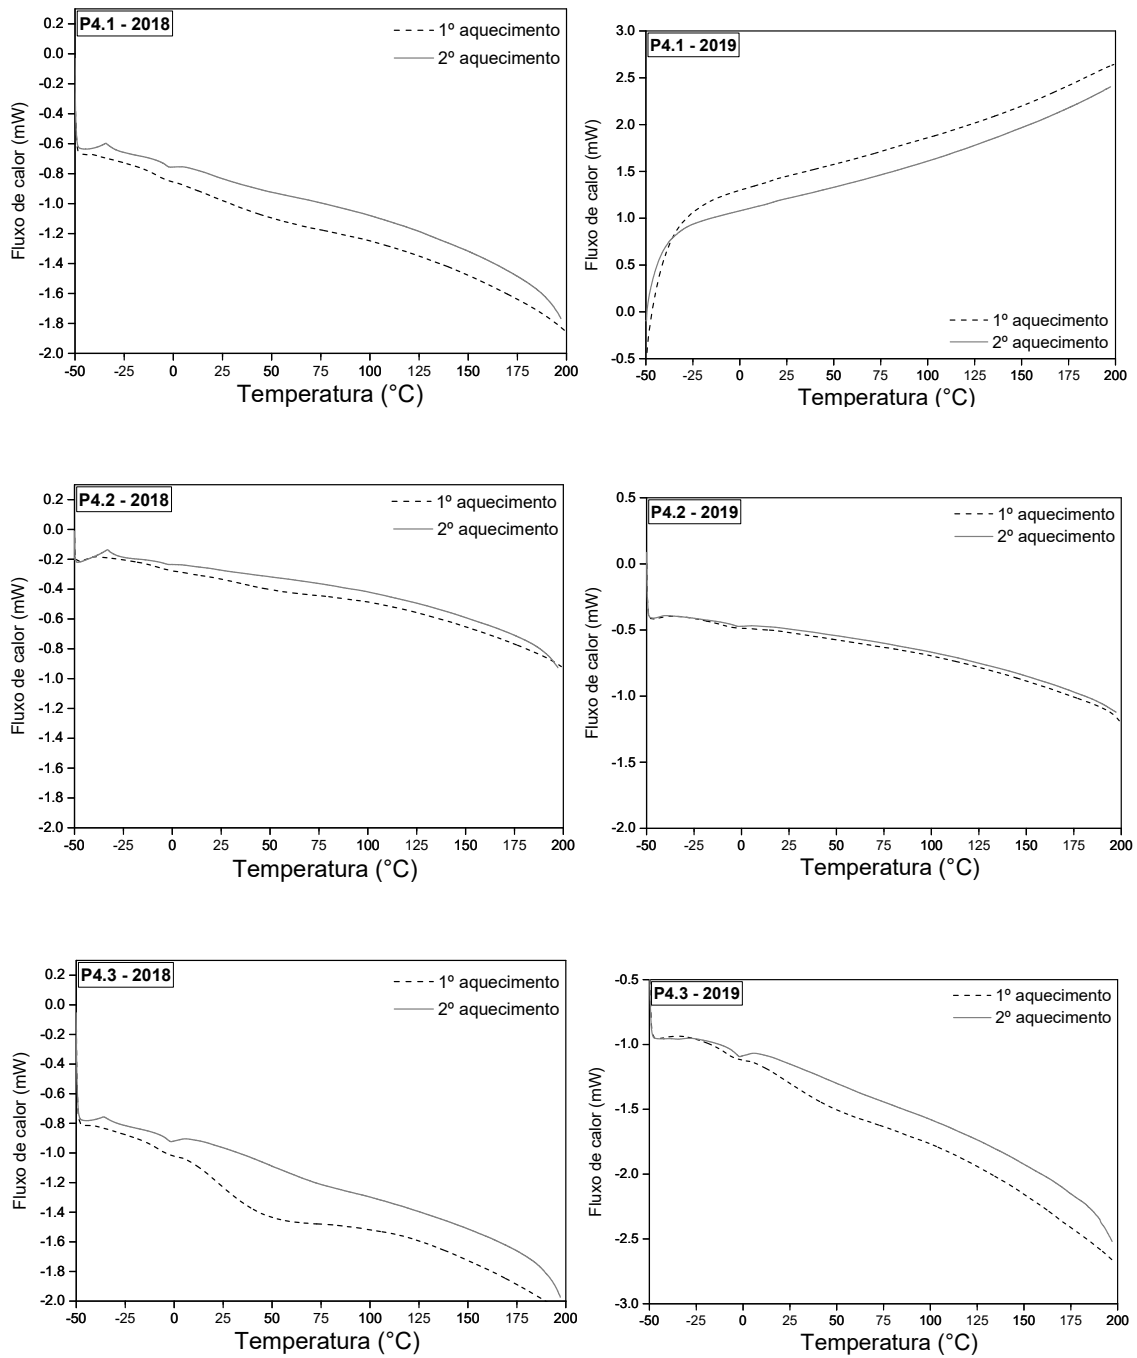 P4.1 - 2018
1º aquecimento
2º aquecimento
0.2
0.0
-0.2
-0.4
-0.6
-0.8
-1.0
-1.2
-1.4
-1.6
-1.8
-2.0
Fluxo de calor (mW)
-50 -25 0 25 50 75 100 125 150 175 200
Temperatura (°C)
P4.1 - 2019
3.0
2.5
2.0
1.5
1.0
0.5
0.0
-0.5
Fluxo de calor (mW)
1º aquecimento
2º aquecimento
-50 -25 0 25 50 75 100 125 150 175 200
Temperatura (°C)
P4.2 - 2018
1º aquecimento
2º aquecimento
0.2
0.0
-0.2
-0.4
-0.6
-0.8
-1.0
-1.2
-1.4
-1.6
-1.8
-2.0
Fluxo de calor (mW)
-50 -25 0 25 50 75 100 125 150 175 200
Temperatura (°C)
P4.2 - 2019
1º aquecimento
2º aquecimento
0.5
0.0
-0.5
-1.0
-1.5
-2.0
Fluxo de calor (mW)
-50 -25 0 25 50 75 100 125 150 175 200
Temperatura (°C)
P4.3 - 2018
1º aquecimento
2º aquecimento
0.2
0.0
-0.2
-0.4
-0.6
-0.8
-1.0
-1.2
-1.4
-1.6
-1.8
-2.0
Fluxo de calor (mW)
-50 -25 0 25 50 75 100 125 150 175 200
Temperatura (°C)
P4.3 - 2019
1º aquecimento
2º aquecimento
-0.5
-1.0
-1.5
-2.0
-2.5
-3.0
Fluxo de calor (mW)
-50 -25 0 25 50 75 100 125 150 175 200
Temperatura (°C)